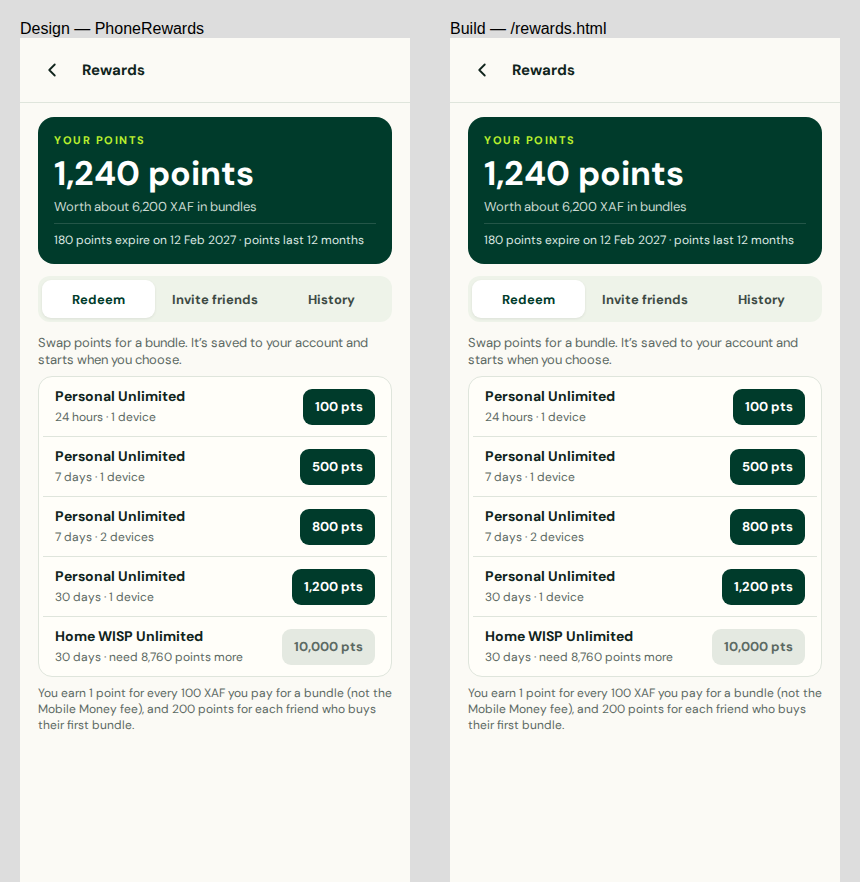 Design — PhoneRewards
Rewards
YOUR POINTS
1,240 points
Worth about 6,200 XAF in bundles
180 points expire on 12 Feb 2027 · points last 12 months
Redeem
Invite friends
History
Swap points for a bundle. It’s saved to your account and
starts when you choose.
Personal Unlimited
24 hours · 1 device
100 pts
Personal Unlimited
7 days · 1 device
500 pts
Personal Unlimited
7 days · 2 devices
800 pts
Personal Unlimited
30 days · 1 device
1,200 pts
Home WISP Unlimited
30 days · need 8,760 points more
10,000 pts
You earn 1 point for every 100 XAF you pay for a bundle (not the
Mobile Money fee), and 200 points for each friend who buys
their first bundle.
Build — /rewards.html
Rewards
YOUR POINTS
1,240 points
Worth about 6,200 XAF in bundles
180 points expire on 12 Feb 2027 · points last 12 months
Redeem
Invite friends
History
Swap points for a bundle. It’s saved to your account and
starts when you choose.
Personal Unlimited
24 hours · 1 device
100 pts
Personal Unlimited
7 days · 1 device
500 pts
Personal Unlimited
7 days · 2 devices
800 pts
Personal Unlimited
30 days · 1 device
1,200 pts
Home WISP Unlimited
30 days · need 8,760 points more
10,000 pts
You earn 1 point for every 100 XAF you pay for a bundle (not the
Mobile Money fee), and 200 points for each friend who buys
their first bundle.